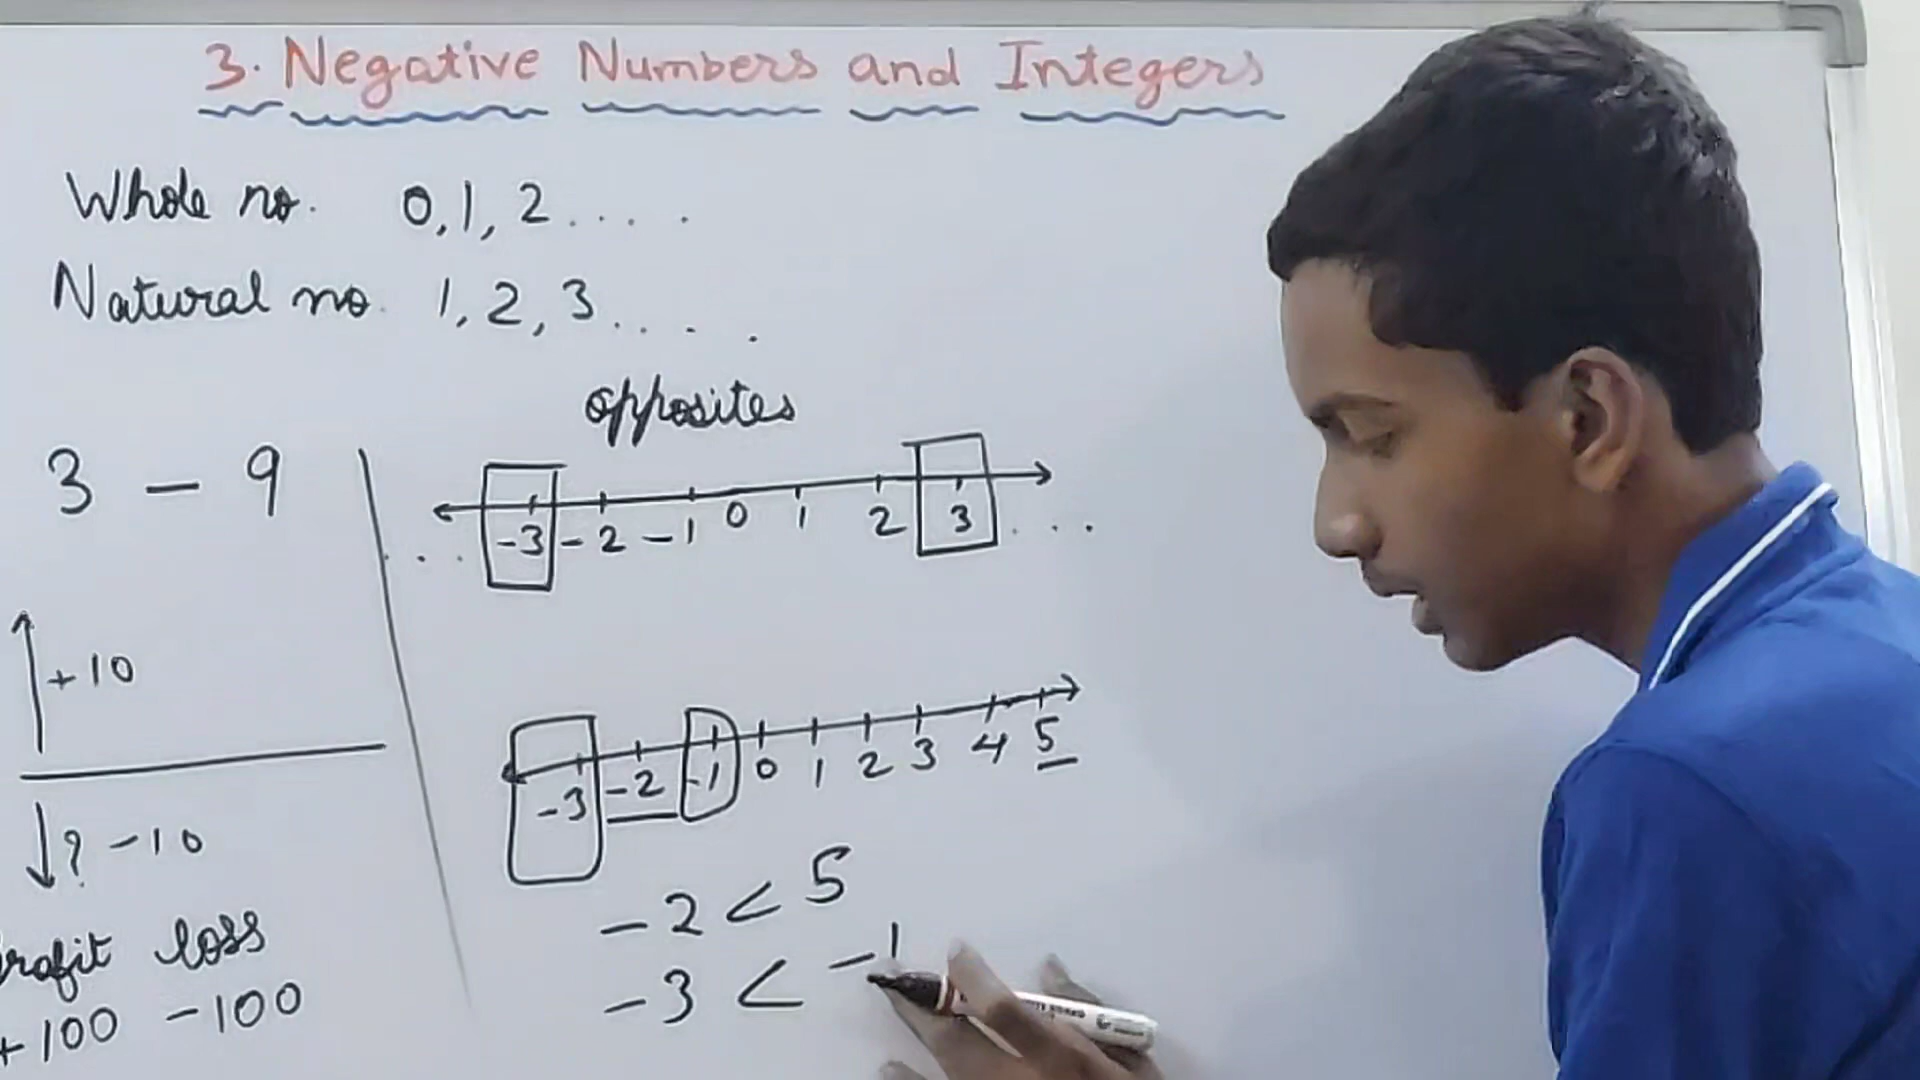 3. Negative Numbers and Integers
Whole no. 0, 1, 2 . . . .
Natural no. 1, 2, 3 . . . .
3 – 9
+10
? –10
loss
+100 –100
opposites
. . . –3 –2 –1 0 1 2 3 . . .
–3 –2 –1 0 1 2 3 4 5
–2 < 5
–3 < –1